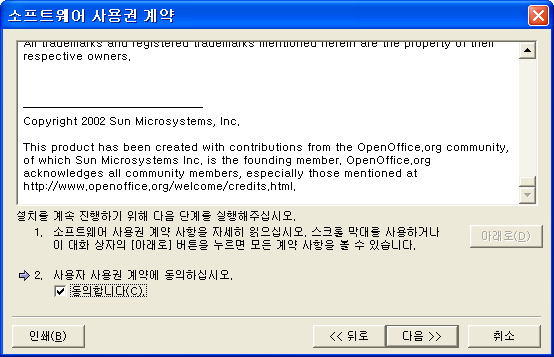 소프트웨어 사용권 계약
All trademarks and registered trademarks mentioned herein are the property of their
respective owners.
Copyright 2002 Sun Microsystems, Inc.
This product has been created with contributions from the OpenOffice.org community,
of which Sun Microsystems Inc. is the founding member. OpenOffice.org
acknowledges all community members, especially those mentioned at
http://www.openoffice.org/welcome/credits.html.
설치를 계속 진행하기 위해 다음 단계를 실행해주십시오.
1. 소프트웨어 사용권 계약 사항을 자세히 읽으십시오. 스크롤 막대을 사용하거나
이 대화 상자의 [아래로] 버튼을 누르면 모든 계약 사항을 볼 수 있습니다.
아래로(D)
2. 사용자 사용권 계약에 동의하십시오.
동의합니다(C).
인쇄(B)
<< 뒤로
다음 >>
취소